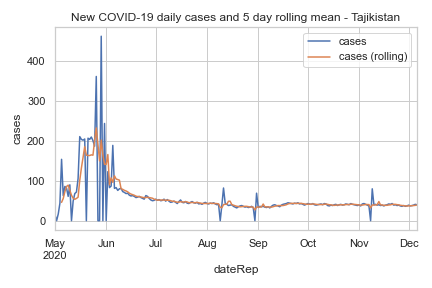 New COVID-19 daily cases and 5 day rolling mean - Tajikistan
cases
cases (rolling)
400
300
200
100
0
cases
May
2020
Jun
Jul
Aug
Sep
Oct
Nov
Dec
dateRep